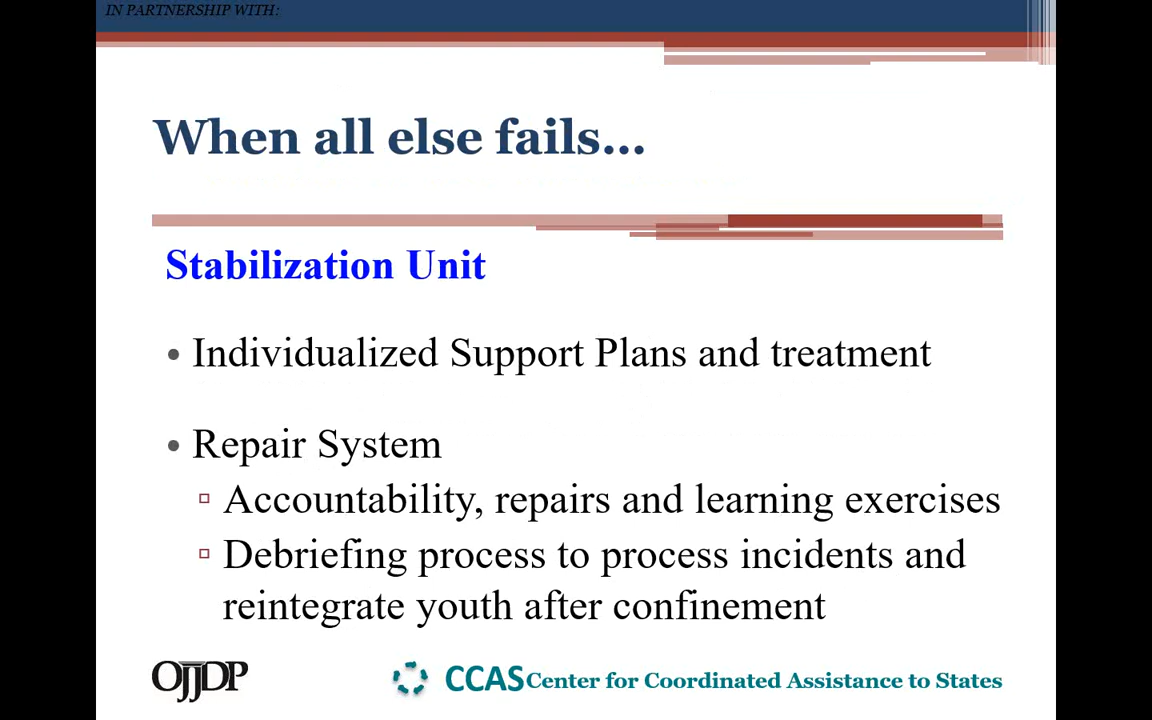 IN PARTNERSHIP WITH:
When all else fails...
Stabilization Unit
• Individualized Support Plans and treatment
• Repair System
▫ Accountability, repairs and learning exercises
▫ Debriefing process to process incidents and
reintegrate youth after confinement
OJJDP
CCAS Center for Coordinated Assistance to States